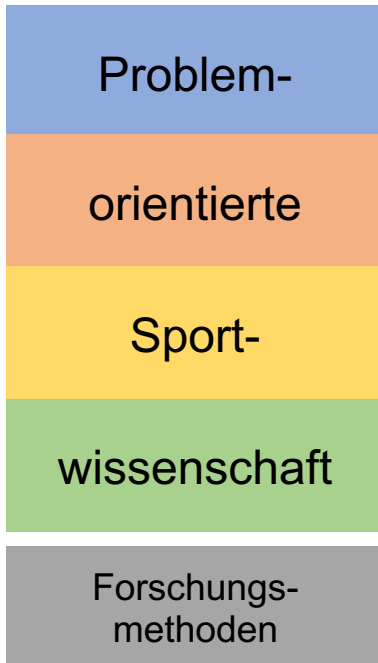 Problem-
orientierte
Sport-
wissenschaft
Forschungs-
methoden